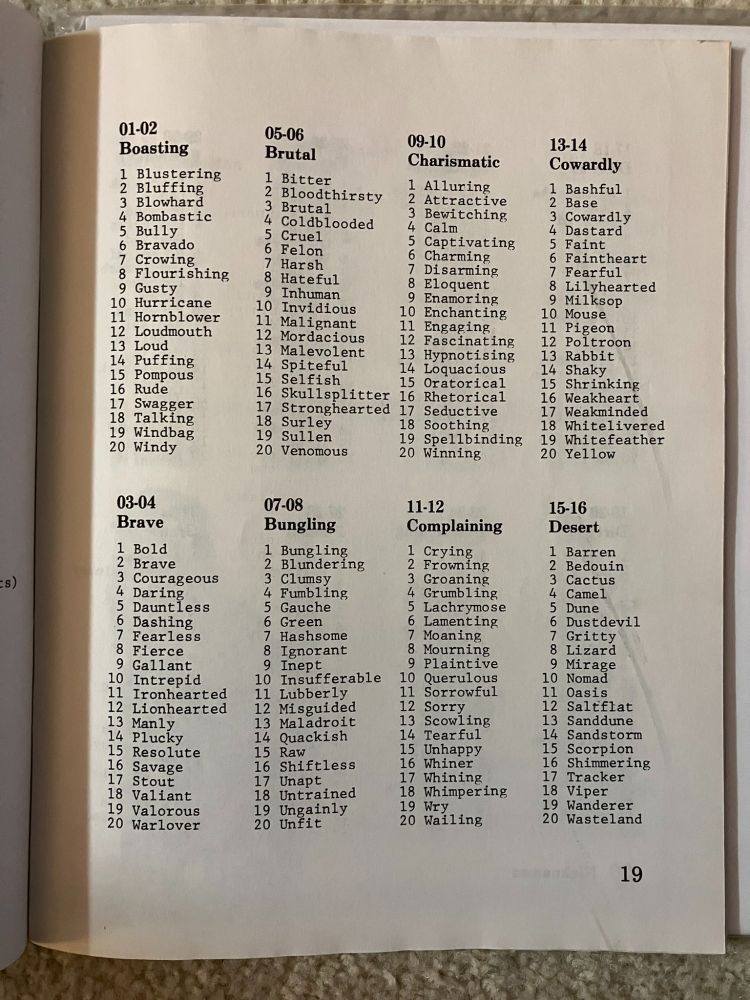 ts)
01-02
Boasting
1 Blustering
2 Bluffing
3 Blowhard
4 Bombastic
5 Bully
6 Bravado
7 Crowing
8 Flourishing
9 Gusty
10 Hurricane
11 Hornblower
12 Loudmouth
13 Loud
14 Puffing
15 Pompous
16 Rude
17 Swagger
18 Talking
19 Windbag
20 Windy
03-04
Brave
1 Bold
2 Brave
3 Courageous
4 Daring
5 Dauntless
6 Dashing
7 Fearless
8 Fierce
9 Gallant
10 Intrepid
11 Ironhearted
12 Lionhearted
13 Manly
14 Plucky
15 Resolute
16 Savage
17 Stout
18 Valiant
19 Valorous
20 Warlover
05-06
Brutal
1 Bitter
2 Bloodthirsty
3 Brutal
4 Coldblooded
5 Cruel
6 Felon
7 Harsh
8 Hateful
9 Inhuman
10 Invidious
11 Malignant
12 Mordacious
13 Malevolent
14 Spiteful
15 Selfish
16 Skullsplitter
17 Stronghearted
18 Surley
19 Sullen
20 Venomous
07-08
Bungling
1 Bungling
2 Blundering
3 Clumsy
4 Fumbling
5 Gauche
6 Green
7 Hashsome
8 Ignorant
9 Inept
10 Insufferable
11 Lubberly
12 Misguided
13 Maladroit
14 Quackish
15 Raw
16 Shiftless
17 Unapt
18 Untrained
19 Ungainly
20 Unfit
09-10
Charismatic
1 Alluring
2 Attractive
3 Bewitching
4 Calm
5 Captivating
6 Charming
7 Disarming
8 Eloquent
9 Enamoring
10 Enchanting
11 Engaging
12 Fascinating
13 Hypnotising
14 Loquacious
15 Oratorical
16 Rhetorical
17 Seductive
18 Soothing
19 Spellbinding
20 Winning
11-12
Complaining
1 Crying
2 Frowning
3 Groaning
4 Grumbling
5 Lachrymose
6 Lamenting
7 Moaning
8 Mourning
9 Plaintive
10 Querulous
11 Sorrowful
12 Sorry
13 Scowling
14 Tearful
15 Unhappy
16 Whiner
17 Whining
18 Whimpering
19 Wry
20 Wailing
13-14
Cowardly
1 Bashful
2 Base
3 Cowardly
4 Dastard
5 Faint
6 Faintheart
7 Fearful
8 Lilyhearted
9 Milksop
10 Mouse
11 Pigeon
12 Poltroon
13 Rabbit
14 Shaky
15 Shrinking
16 Weakheart
17 Weakminded
18 Whitelivered
19 Whitefeather
20 Yellow
15-16
Desert
1 Barren
2 Bedouin
3 Cactus
4 Camel
5 Dune
6 Dustdevil
7 Gritty
8 Lizard
9 Mirage
10 Nomad
11 Oasis
12 Saltflat
13 Sanddune
14 Sandstorm
15 Scorpion
16 Shimmering
17 Tracker
18 Viper
19 Wanderer
20 Wasteland
19